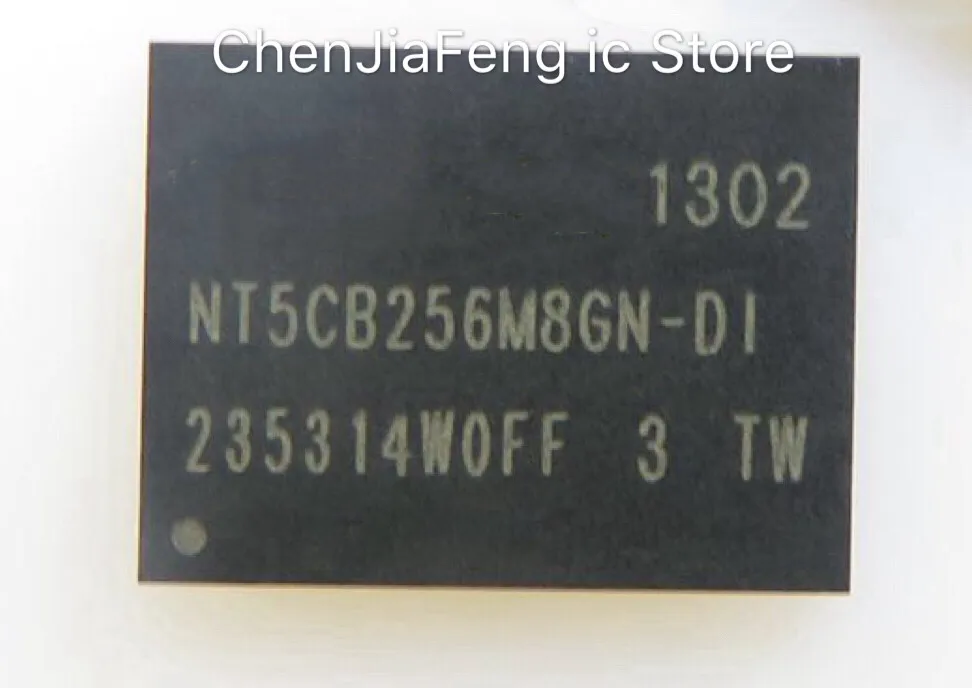 ChenJiaFeng ic Store
1302
NT5CB256M8GN-DI
235314W0FF 3 TW